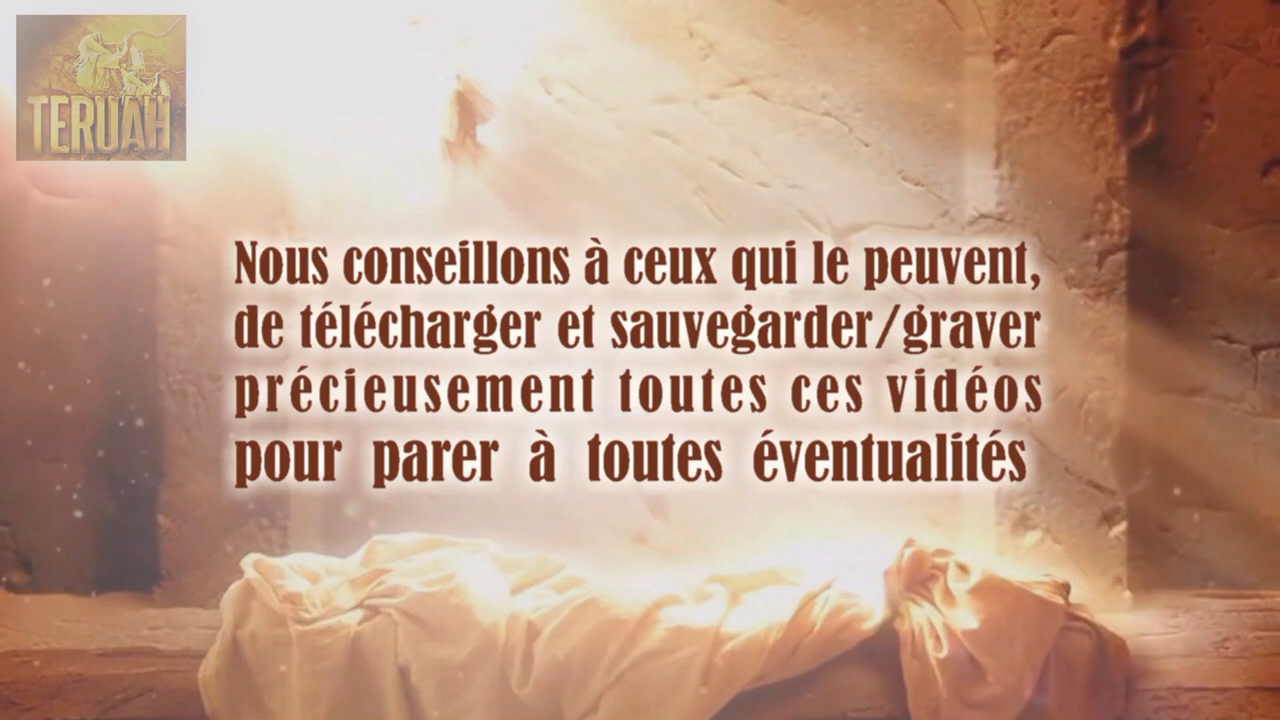 TERUAH
Nous conseillons à ceux qui le peuvent,
de télécharger et sauvegarder/graver
précieusement toutes ces vidéos
pour parer à toutes éventualités